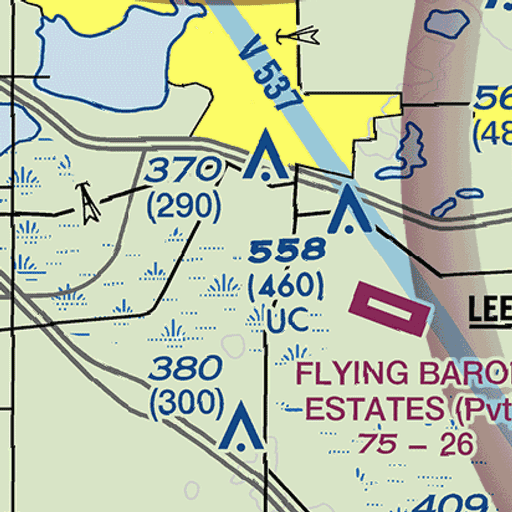 V 537
56
(48
370
(290)
558
(460)
UC
LEE
380
(300)
FLYING BARO
ESTATES (Pvt
75 – 26
409